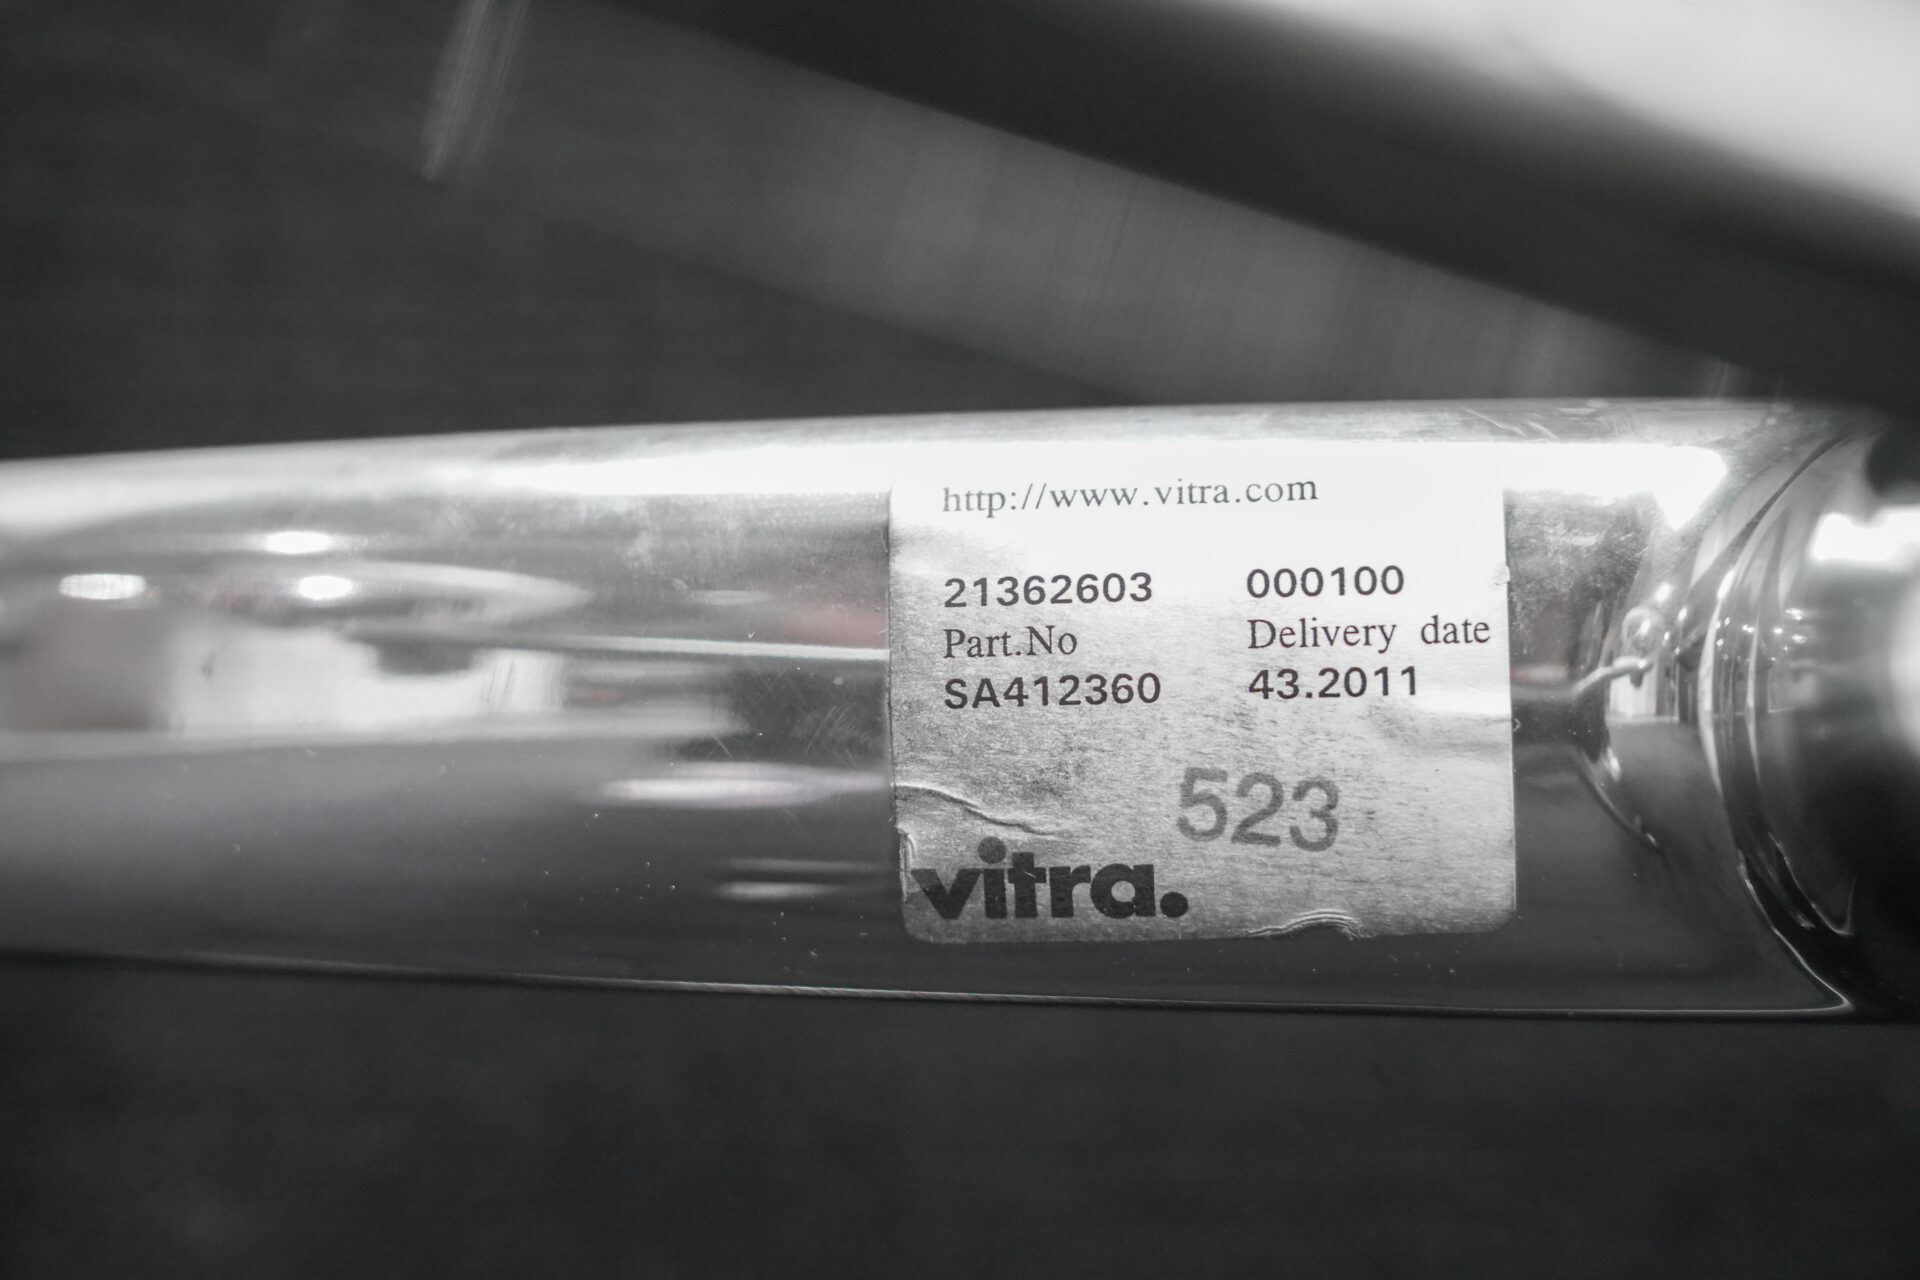 http://www.vitra.com
21362603 000100
Part.No Delivery date
SA412360 43.2011
523
vitra.